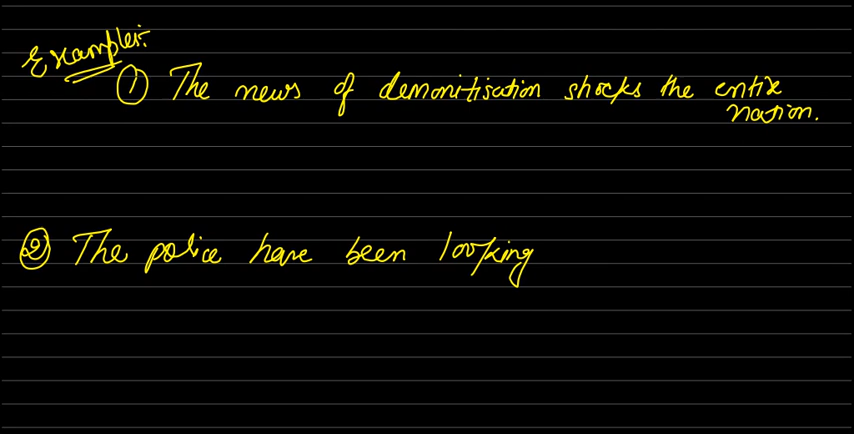 Examples:
① The news of demonitisation shocks the entire
nation.
② The police have been looking